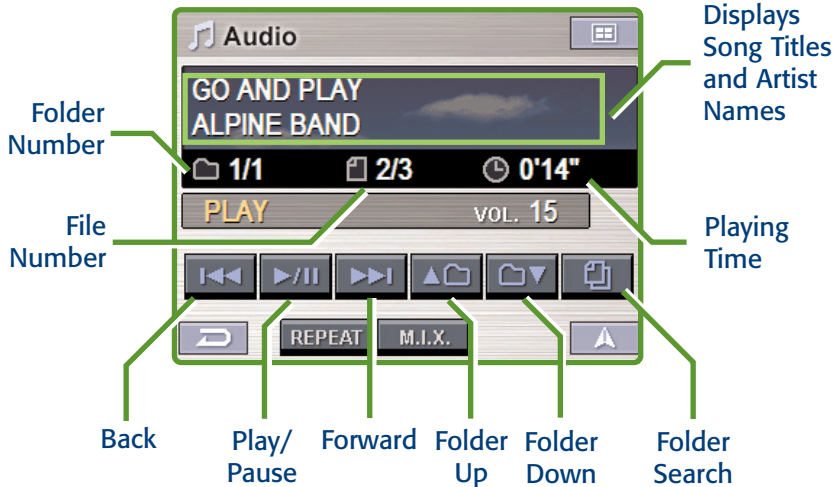 Audio
Displays
Song Titles
and Artist
Names
GO AND PLAY
ALPINE BAND
Folder
Number
1/1 2/3 0'14"
PLAY VOL. 15
File
Number
Playing
Time
REPEAT M.I.X.
Back
Play/
Pause
Forward
Folder
Up
Folder
Down
Folder
Search